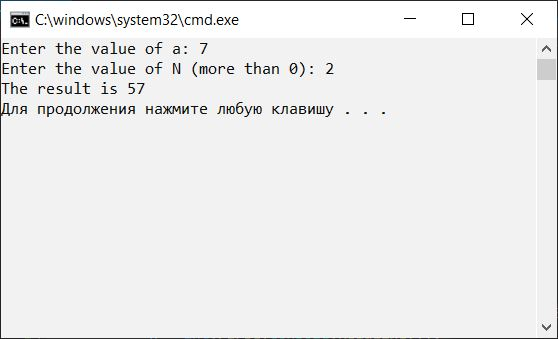 C:\windows\system32\cmd.exe
Enter the value of a: 7
Enter the value of N (more than 0): 2
The result is 57
Для продолжения нажмите любую клавишу . . .